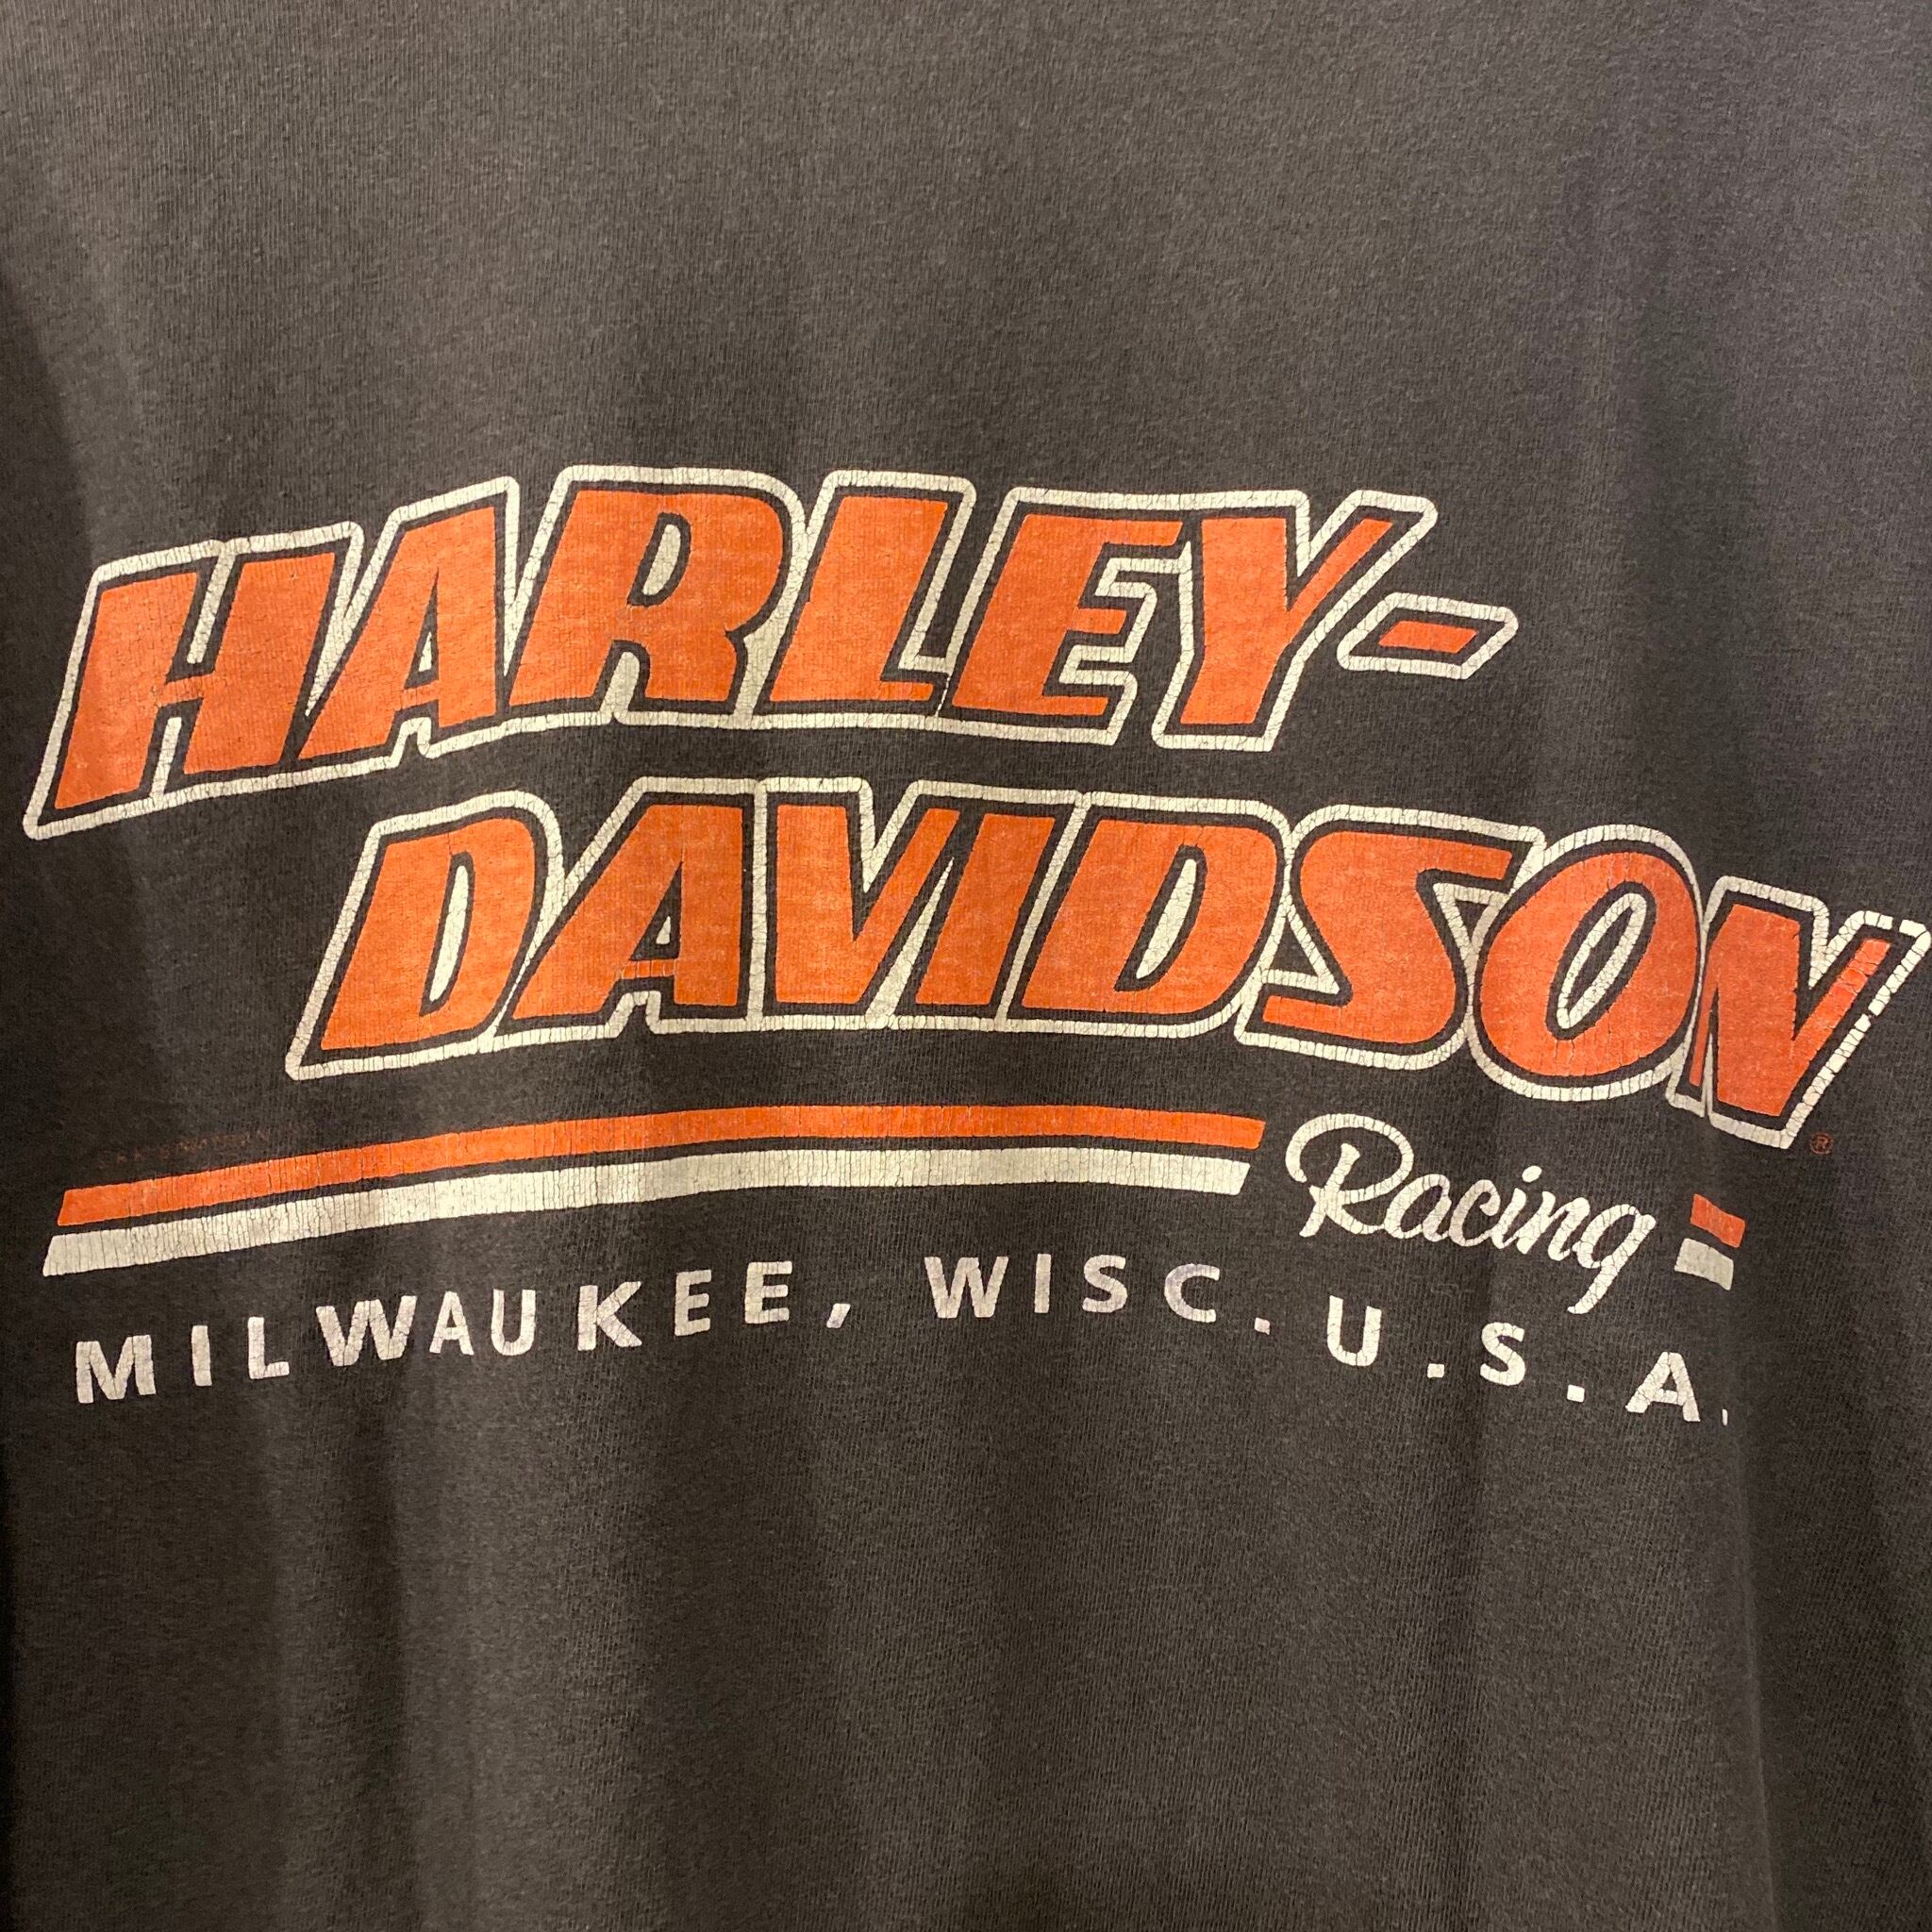 HARLEY-
DAVIDSON®
Racing
MILWAUKEE, WISC. U.S.A.